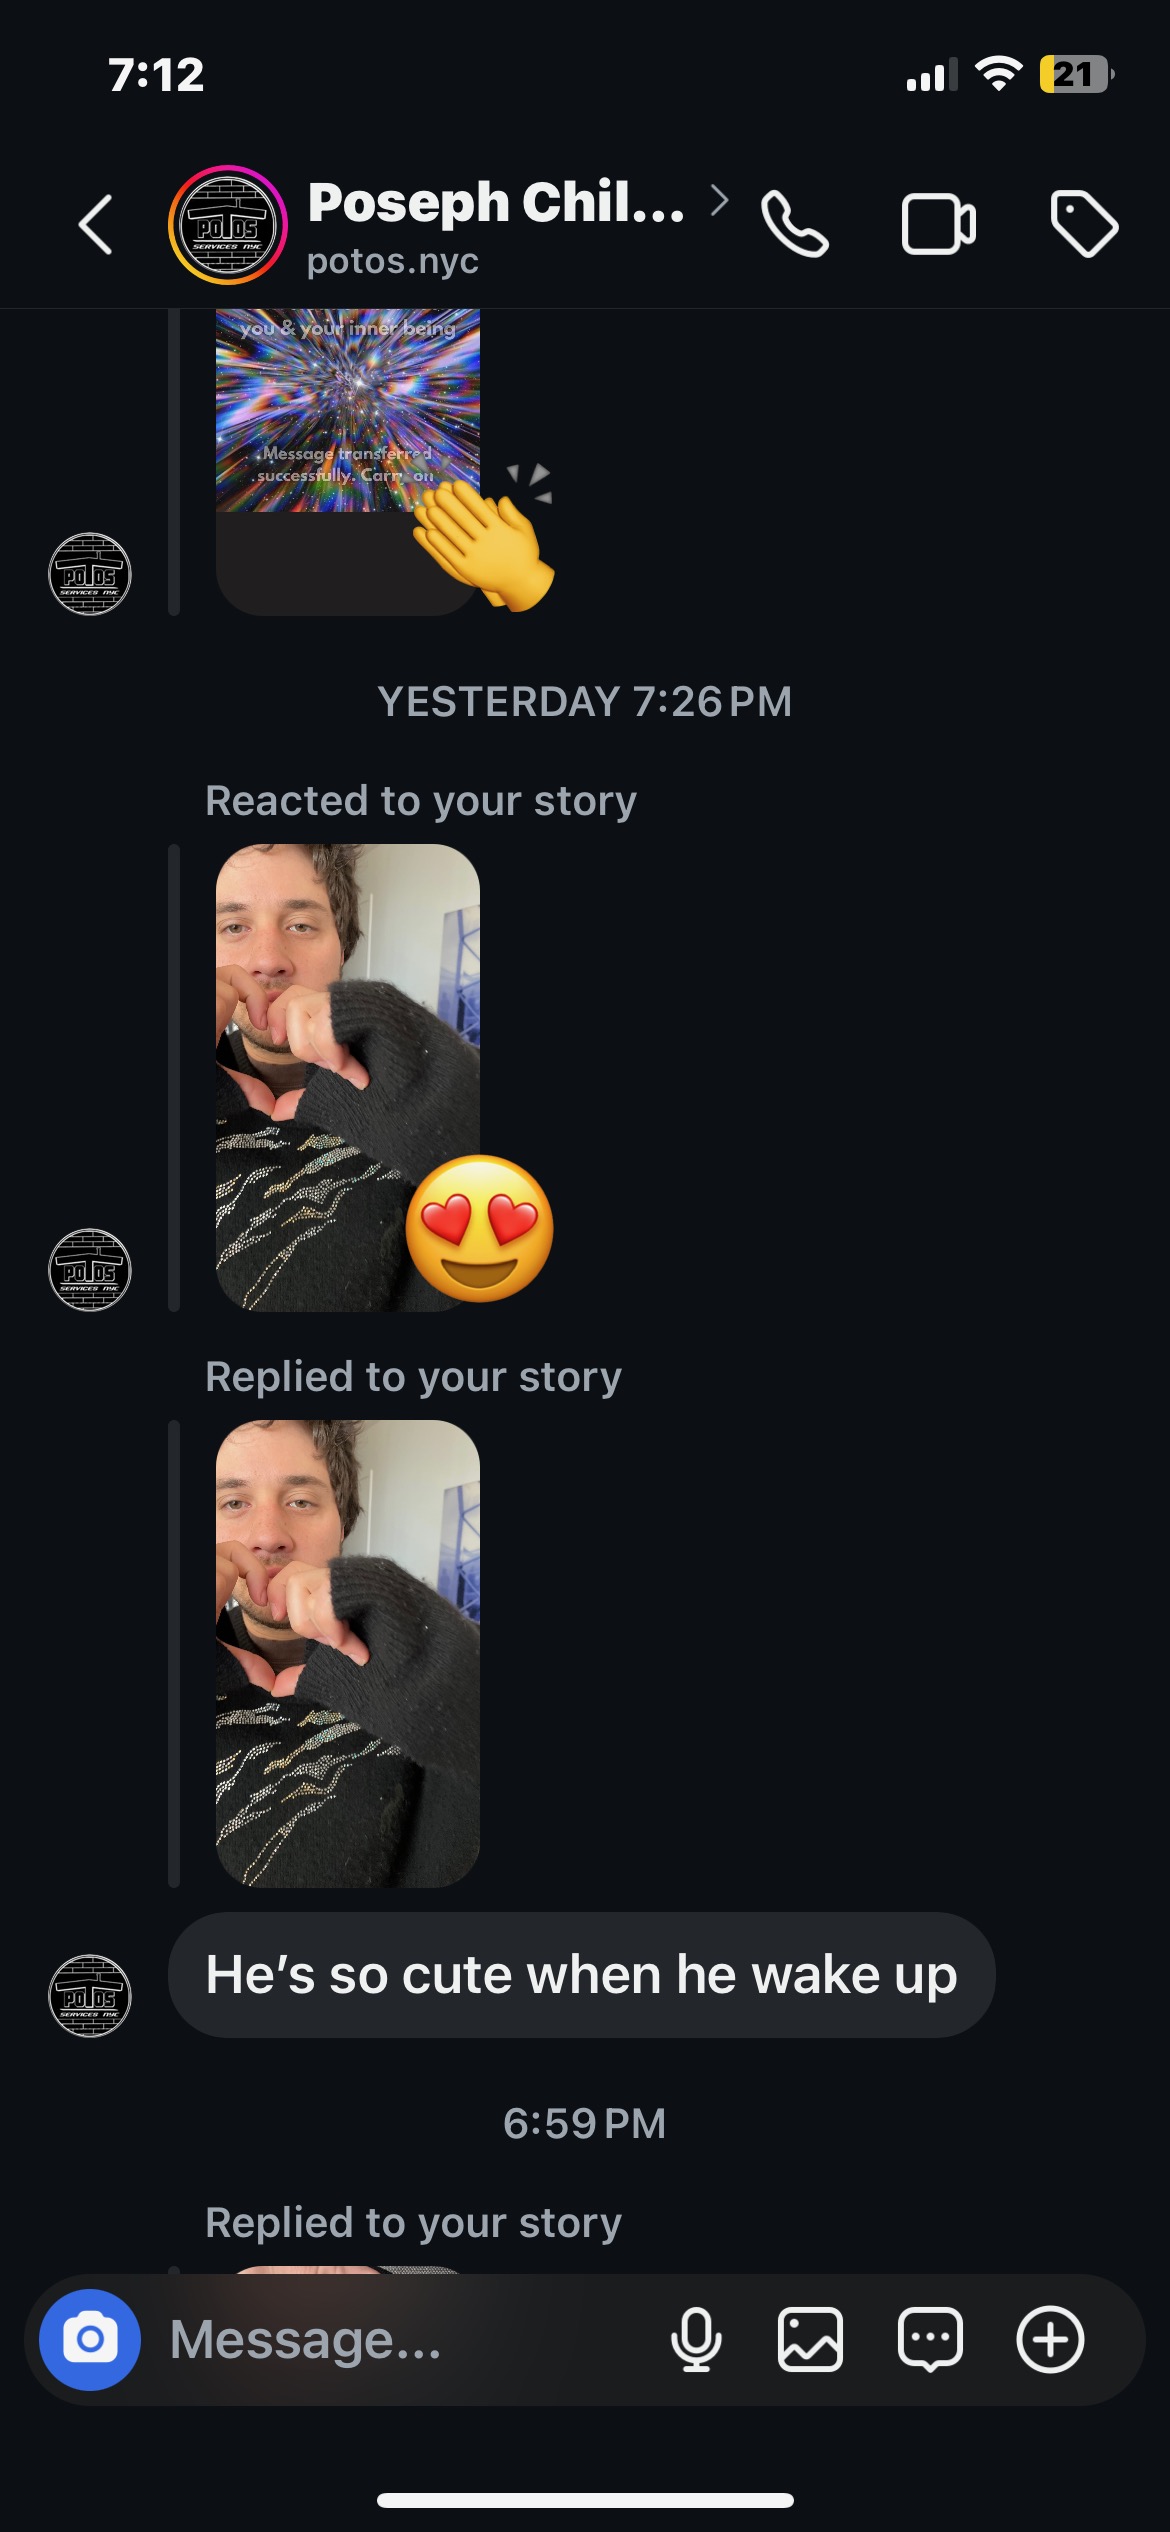 7:12
21
Poseph Chil...
potos.nyc
POTOS
SERVICES NYC
you & your inner being
Message transferred
successfully. Carry on
POTOS
SERVICES NYC
YESTERDAY 7:26 PM
Reacted to your story
POTOS
SERVICES NYC
Replied to your story
He’s so cute when he wake up
POTOS
SERVICES NYC
6:59 PM
Replied to your story
Message...